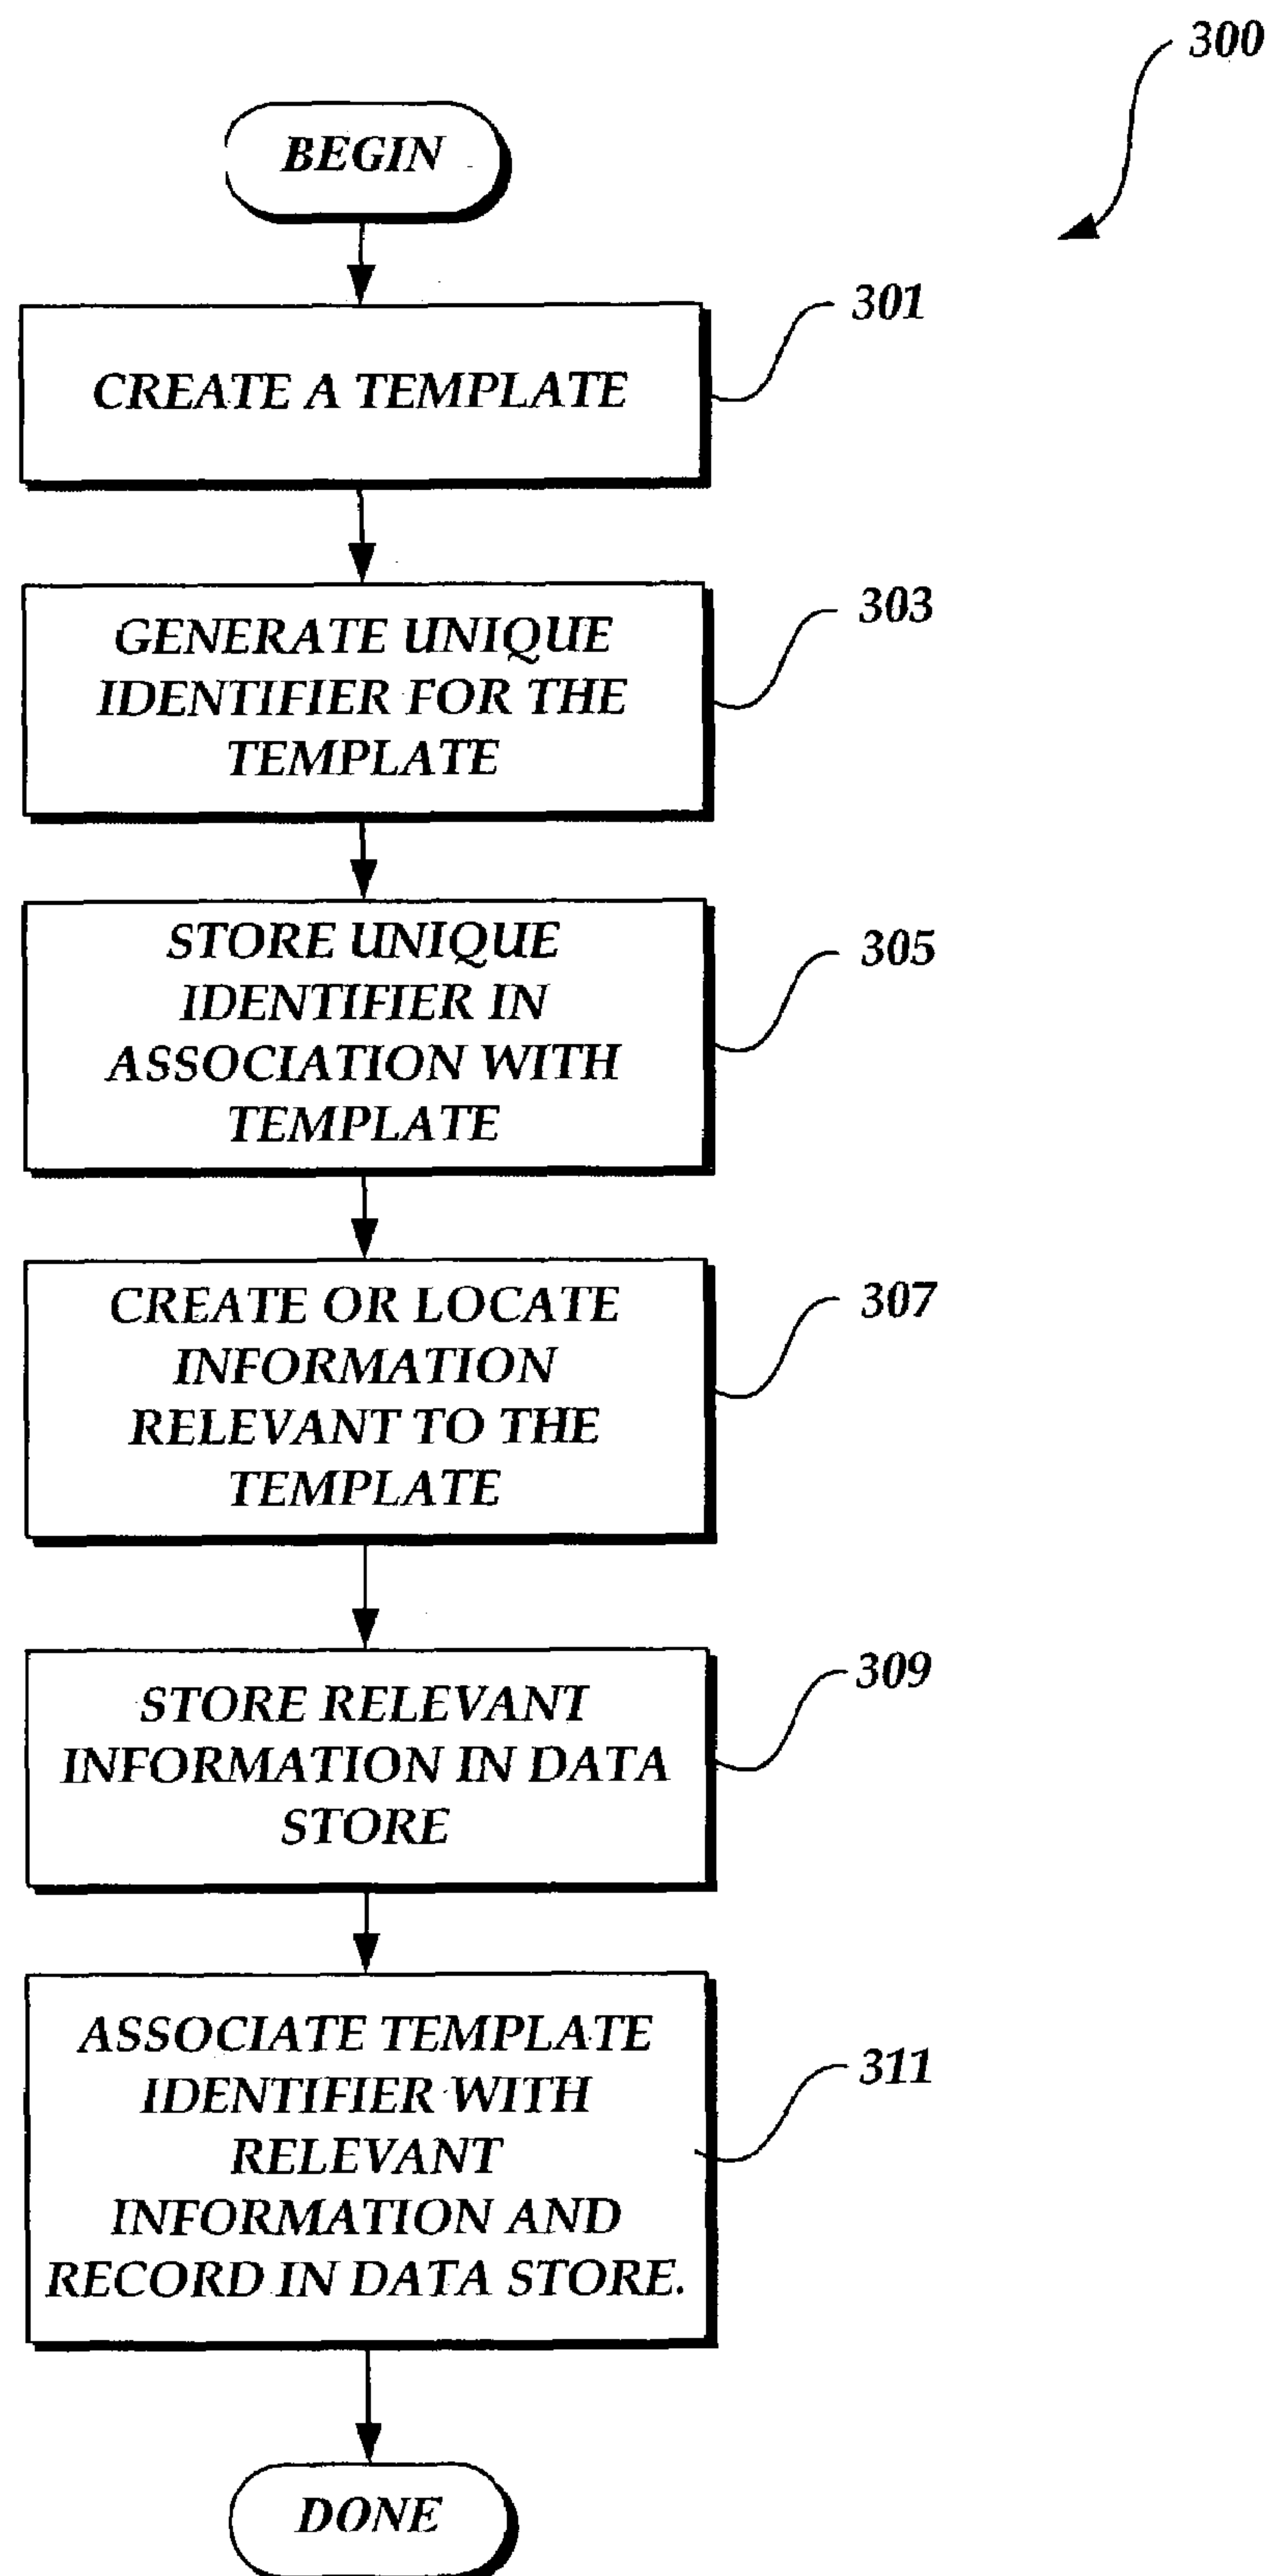 300
BEGIN
301
CREATE A TEMPLATE
303
GENERATE UNIQUE
IDENTIFIER FOR THE
TEMPLATE
305
STORE UNIQUE
IDENTIFIER IN
ASSOCIATION WITH
TEMPLATE
307
CREATE OR LOCATE
INFORMATION
RELEVANT TO THE
TEMPLATE
309
STORE RELEVANT
INFORMATION IN DATA
STORE
311
ASSOCIATE TEMPLATE
IDENTIFIER WITH
RELEVANT
INFORMATION AND
RECORD IN DATA STORE.
DONE